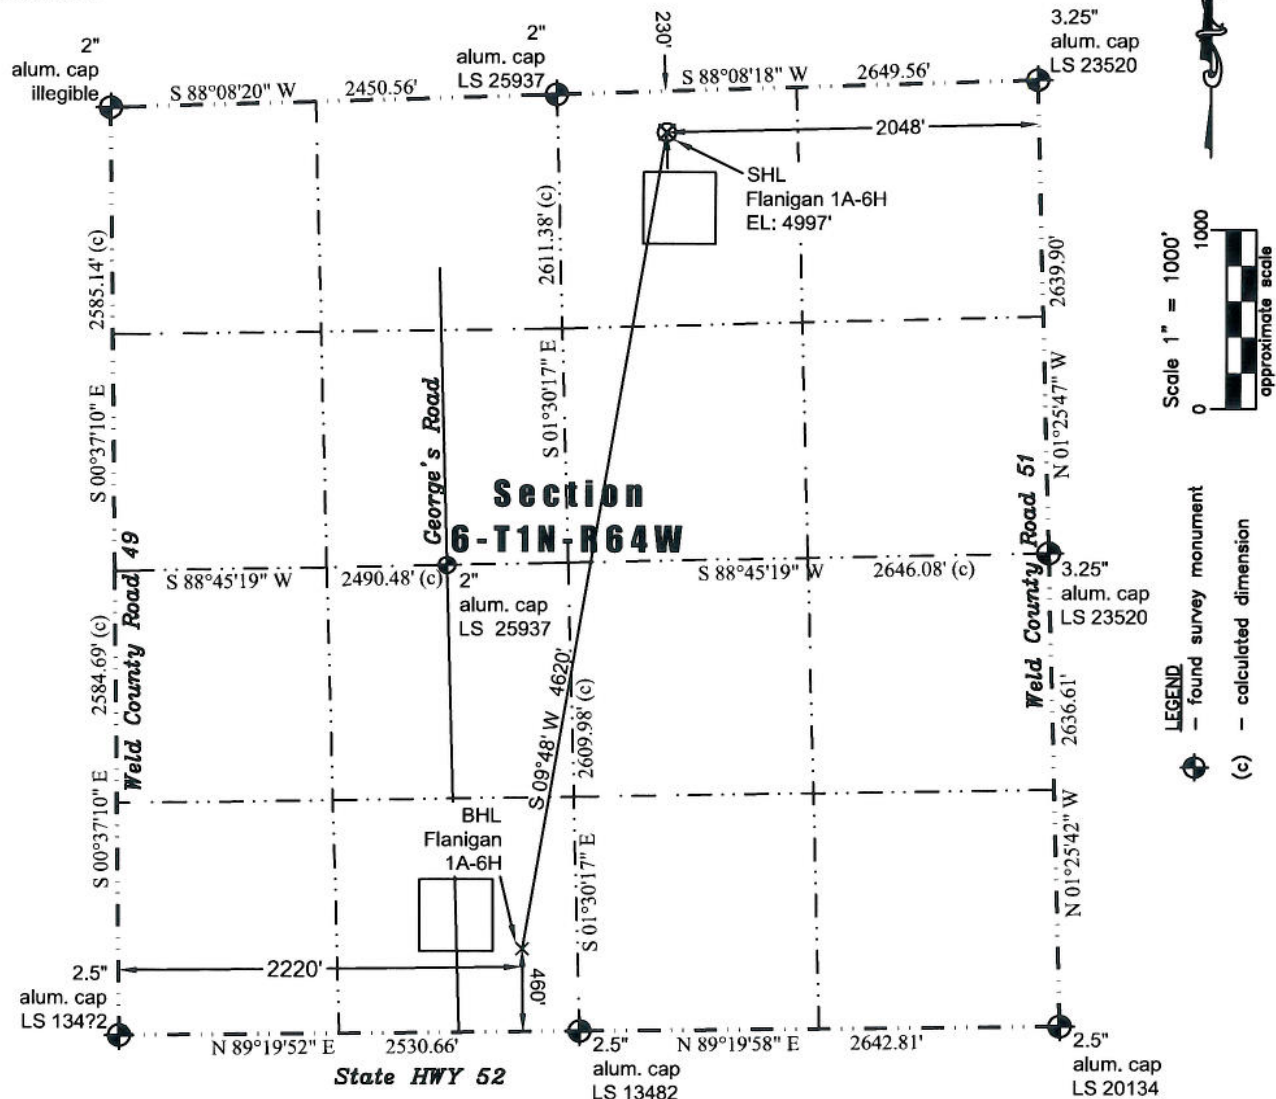 2"
alum. cap
illegible
S 88°08'20" W
2450.56'
2"
alum. cap
LS 25937
230'
S 88°08'18" W
2649.56'
3.25"
alum. cap
LS 23520
2048'
SHL
Flanigan 1A-6H
EL: 4997'
2585.14' (c)
2611.38' (c)
2639.90'
S 00°37'10" E
S 01°30'17" E
N 01°25'47" W
George's Road
Section
6-T1N-R64W
Weld County Road 49
Weld County Road 51
S 88°45'19" W
2490.48' (c)
2"
alum. cap
LS 25937
S 88°45'19" W
2646.08' (c)
3.25"
alum. cap
LS 23520
2584.69' (c)
S 09°48' W 4620'
2609.98' (c)
2636.61'
S 00°37'10" E
BHL
Flanigan
1A-6H
S 01°30'17" E
N 01°25'42" W
2220'
460'
2.5"
alum. cap
LS 13472
N 89°19'52" E
2530.66'
State HWY 52
2.5"
alum. cap
LS 13482
N 89°19'58" E
2642.81'
2.5"
alum. cap
LS 20134
Scale 1" = 1000'
0
1000
approximate scale
LEGEND
- found survey monument
(c) - calculated dimension